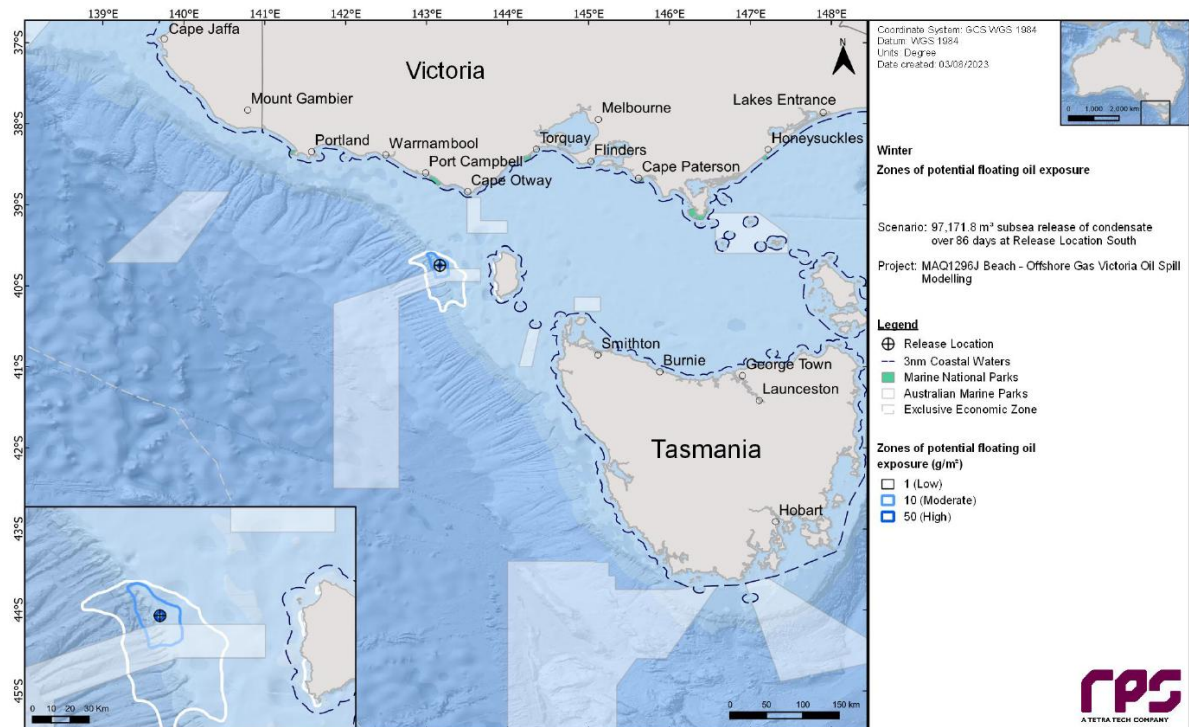 139°E 140°E 141°E 142°E 143°E 144°E 145°E 146°E 147°E 148°E
37°S
38°S
39°S
40°S
41°S
42°S
43°S
44°S
45°S
Cape Jaffa
Victoria
N
Mount Gambier
Melbourne
Lakes Entrance
Portland
Warrnambool
Torquay
Honeysuckles
Port Campbell
Flinders
Cape Otway
Cape Paterson
Smithton
Burnie
George Town
Launceston
Tasmania
Hobart
0 10 20 30 Km
0 50 100 150 km
Coordinate System: GCS WGS 1984
Datum: WGS 1984
Units: Degree
Date created: 03/08/2023
0 1,000 2,000 km
Winter
Zones of potential floating oil exposure
Scenario: 97,171.8 m³ subsea release of condensate
over 86 days at Release Location South
Project: MAQ1296J Beach - Offshore Gas Victoria Oil Spill
Modelling
Legend
Release Location
3nm Coastal Waters
Marine National Parks
Australian Marine Parks
Exclusive Economic Zone
Zones of potential floating oil
exposure (g/m²)
1 (Low)
10 (Moderate)
50 (High)
rps
A TETRA TECH COMPANY